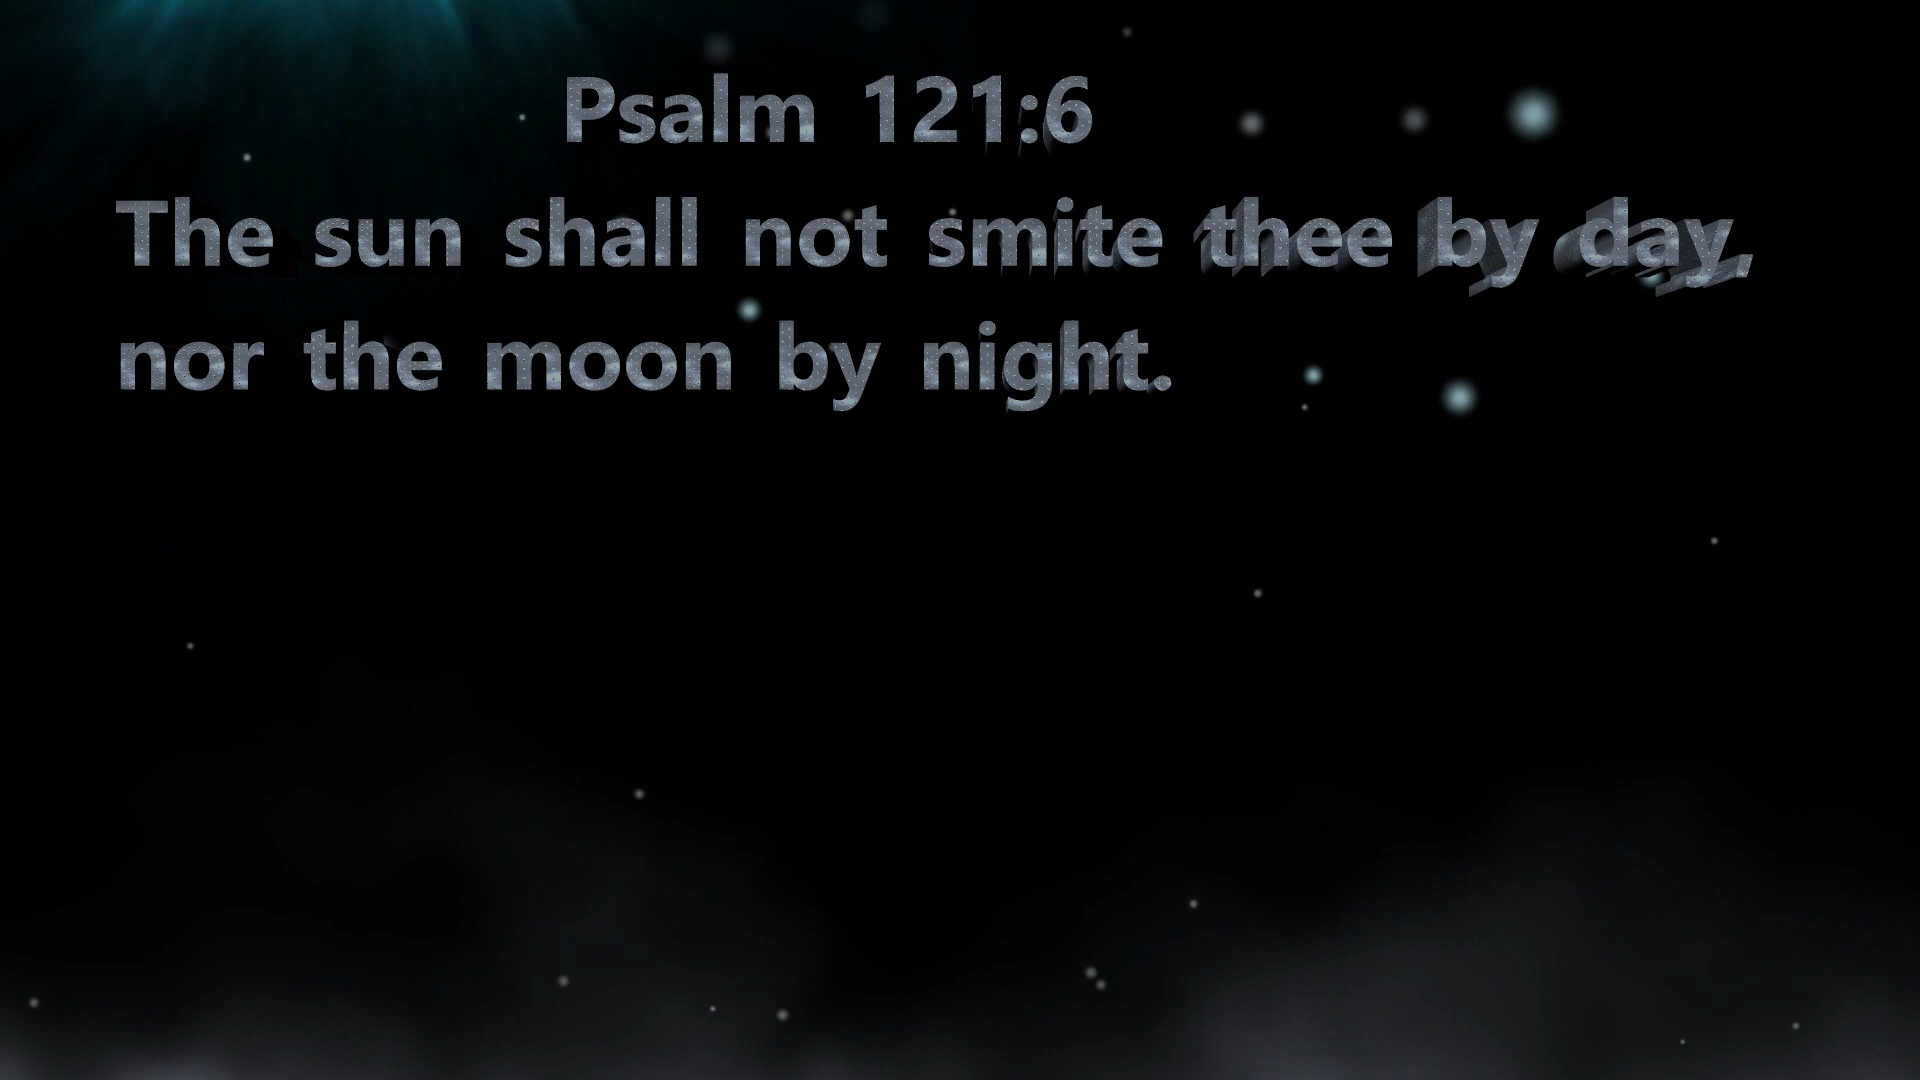 Psalm 121:6
The sun shall not smite thee by day,
nor the moon by night.